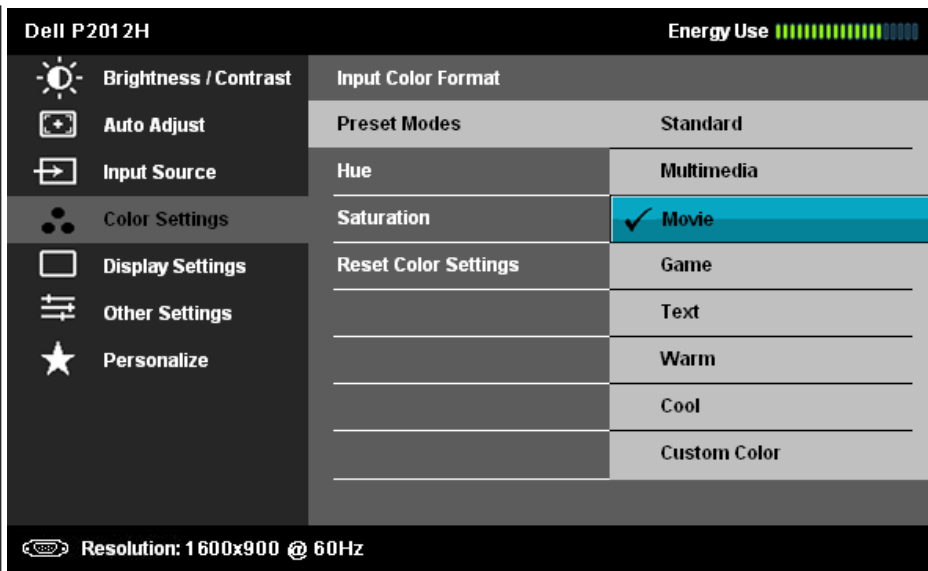 Dell P2012H Energy Use
Brightness / Contrast Input Color Format
Auto Adjust Preset Modes Standard
Input Source Hue Multimedia
Color Settings Saturation Movie
Display Settings Reset Color Settings Game
Other Settings Text
Personalize Warm
Cool
Custom Color
Resolution: 1600x900 @ 60Hz